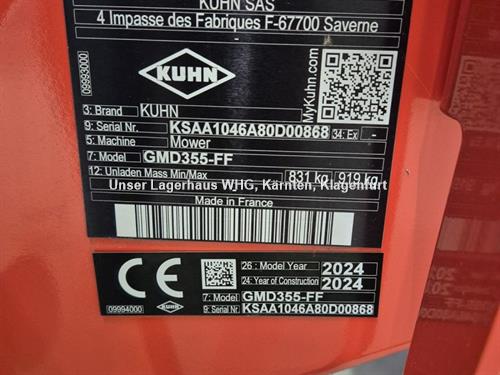 KUHN SAS
4 Impasse des Fabriques F-67700 Saverne
09993000
KUHN
MyKuhn.com
3: Brand KUHN
9: Serial Nr. KSAA1046A80D00868 34: Ex -
5: Machine Mower
7: Model GMD355-FF
12: Unladen Mass Min/Max 831 kg 919 kg
Unser Lagerhaus WHG, Kärnten, Klagenfurt
Made in France
CE
26: Model Year 2024
24: Year of Construction 2024
7: Model GMD355-FF
09994000
KUHN
9: Serial Nr. KSAA1046A80D00868